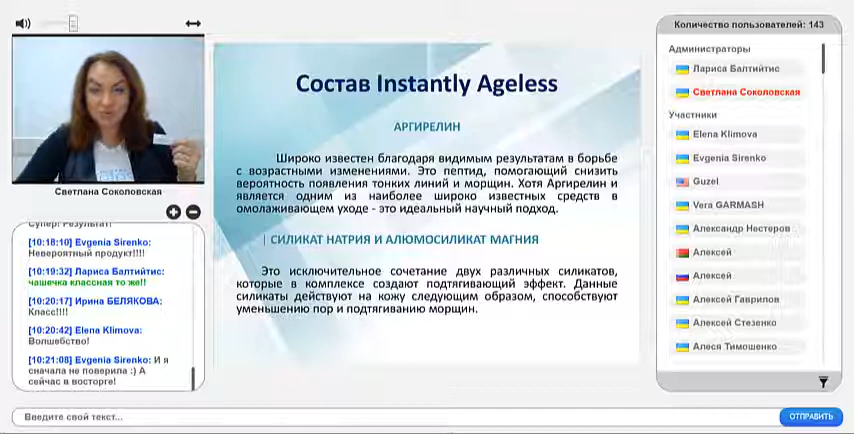 Светлана Соколовская
Супер! Результат!
[10:18:10] Evgenia Sirenko:
Невероятный продукт!!!!
[10:19:32] Лариса Балтийтис:
чашечка классная то же!!
[10:20:17] Ирина БЕЛЯКОВА:
Класс!!!!
[10:20:42] Elena Klimova:
Волшебство!
[10:21:08] Evgenia Sirenko: И я
сначала не поверила :) А
сейчас в восторге!
Состав Instantly Ageless
АРГИРЕЛИН
Широко известен благодаря видимым результатам в борьбе
с возрастными изменениями. Это пептид, помогающий снизить
вероятность появления тонких линий и морщин. Хотя Аргирелин и
является одним из наиболее широко известных средств в
омолаживающем уходе - это идеальный научный подход.
СИЛИКАТ НАТРИЯ И АЛЮМОСИЛИКАТ МАГНИЯ
Это исключительное сочетание двух различных силикатов,
которые в комплексе создают подтягивающий эффект. Данные
силикаты действуют на кожу следующим образом, способствуют
уменьшению пор и подтягиванию морщин.
Количество пользователей: 143
Администраторы
Лариса Балтийтис
Светлана Соколовская
Участники
Elena Klimova
Evgenia Sirenko
Guzel
Vera GARMASH
Александр Нестеров
Алексей
Алексей
Алексей Гаврилов
Алексей Стезенко
Алеся Тимошенко
Введите свой текст...
ОТПРАВИТЬ